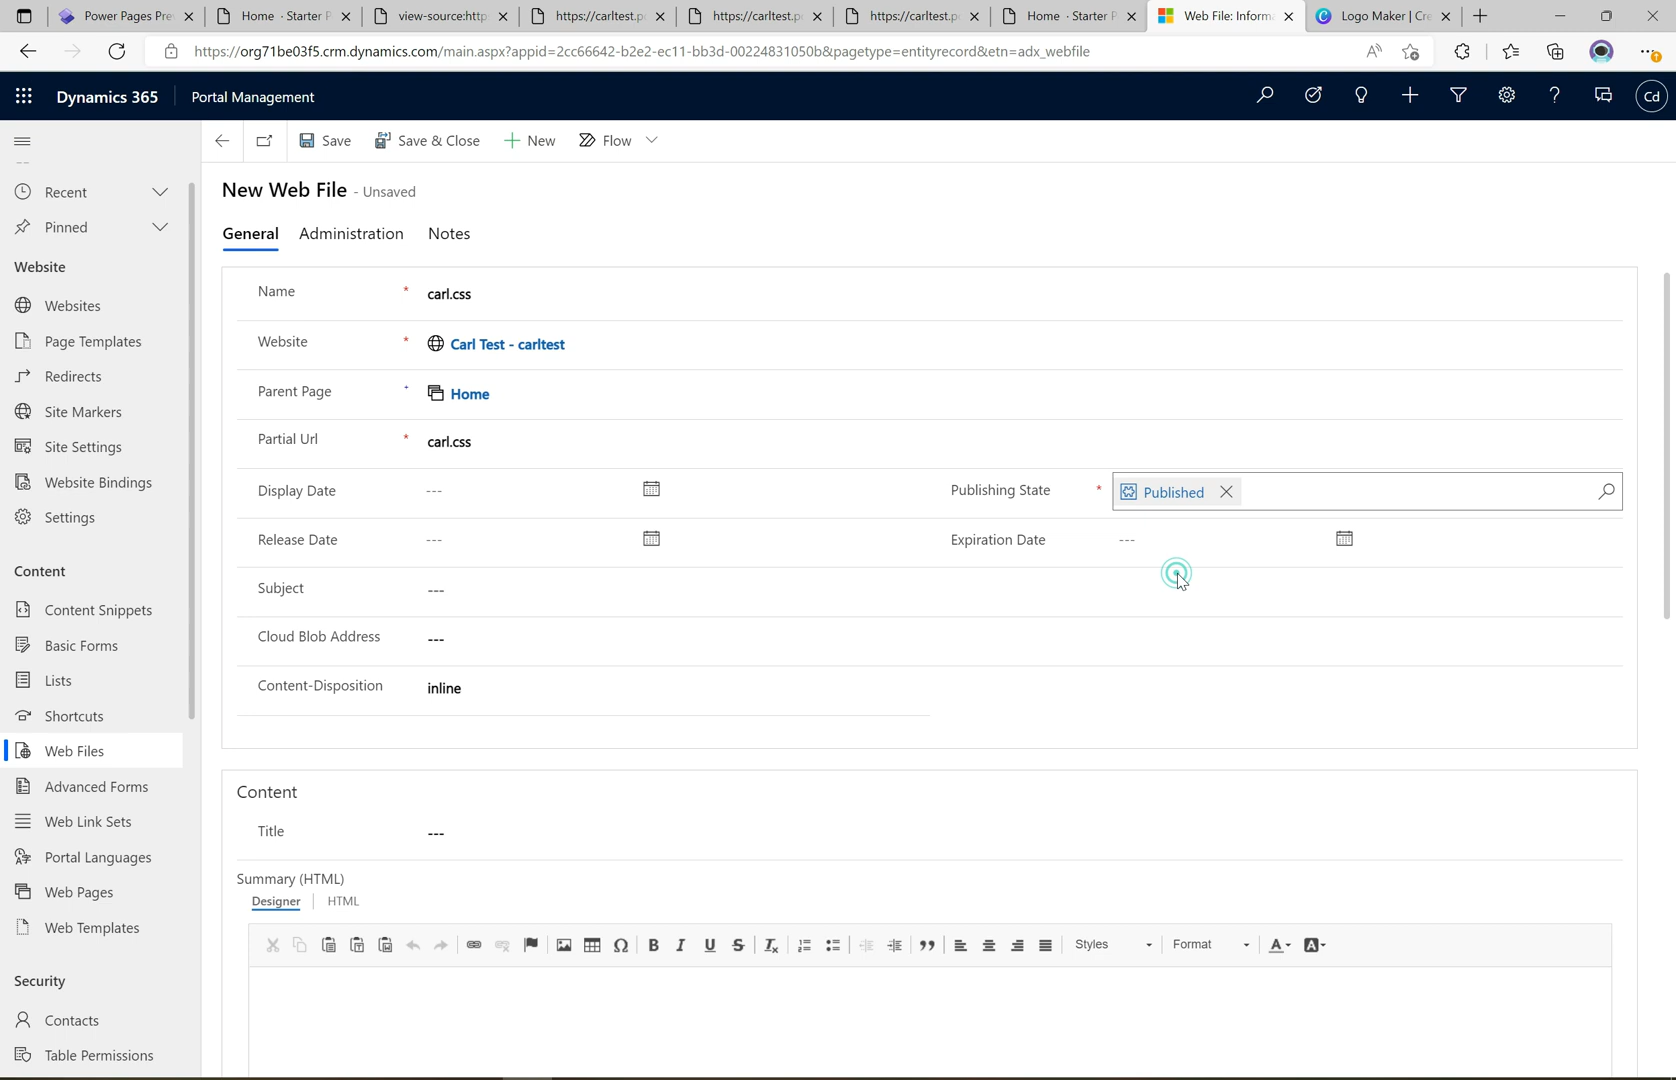 Power Pages Pre
Home · Starter P
view-source:http
https://carltest.p
https://carltest.p
https://carltest.p
Home · Starter P
Web File: Inform
Logo Maker | Cre
https://org71be03f5.crm.dynamics.com/main.aspx?appid=2cc66642-b2e2-ec11-bb3d-00224831050b&pagetype=entityrecord&etn=adx_webfile
Dynamics 365
Portal Management
Cd
Save
Save & Close
New
Flow
Recent
Pinned
Website
Websites
Page Templates
Redirects
Site Markers
Site Settings
Website Bindings
Settings
Content
Content Snippets
Basic Forms
Lists
Shortcuts
Web Files
Advanced Forms
Web Link Sets
Portal Languages
Web Pages
Web Templates
Security
Contacts
Table Permissions
New Web File - Unsaved
General
Administration
Notes
Name * carl.css
Website * Carl Test - carltest
Parent Page + Home
Partial Url * carl.css
Display Date ---
Publishing State * Published
Release Date ---
Expiration Date ---
Subject ---
Cloud Blob Address ---
Content-Disposition inline
Content
Title ---
Summary (HTML)
Designer
HTML
Styles
Format